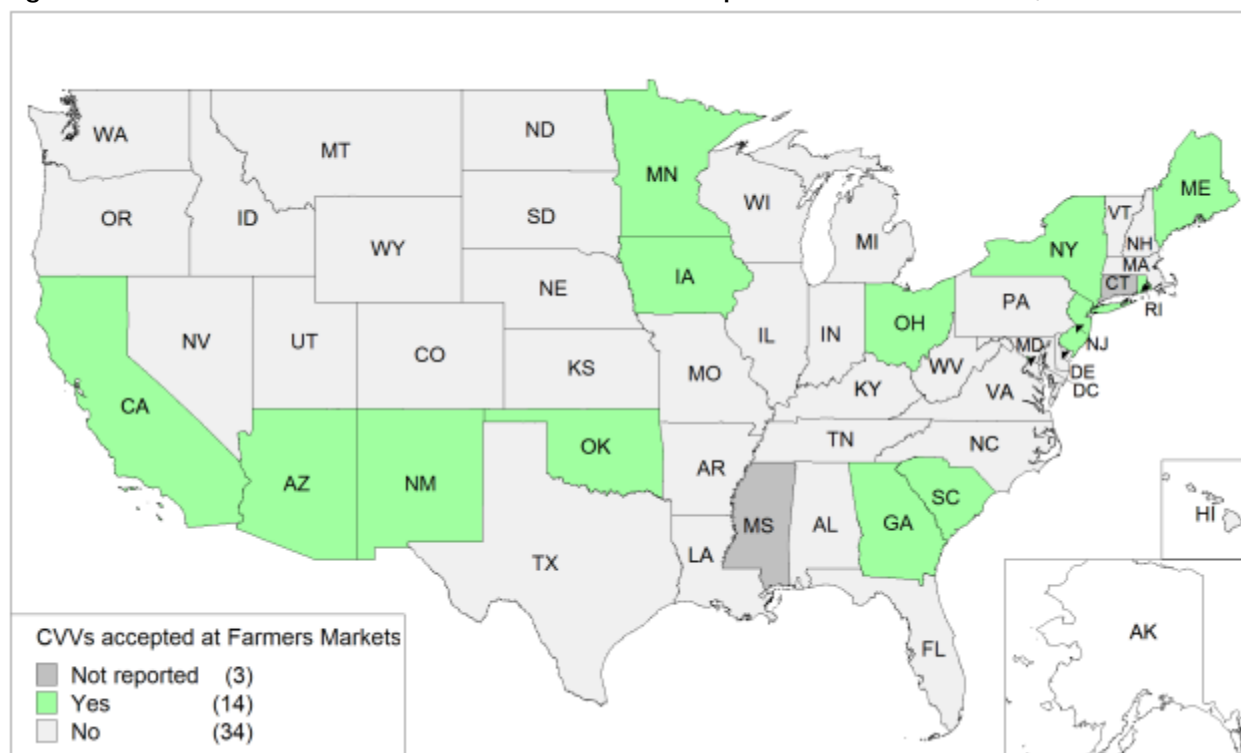 WA
MT
ND
MN
ME
OR
ID
SD
WI
VT
WY
MI
NY
NH
MA
IA
CT
NE
PA
RI
NV
UT
CO
IL
IN
OH
NJ
MD
KS
MO
WV
DE
CA
KY
VA
DC
TN
NC
AZ
NM
OK
AR
SC
MS
AL
GA
HI
TX
LA
FL
AK
CVVs accepted at Farmers Markets
Not reported (3)
Yes (14)
No (34)